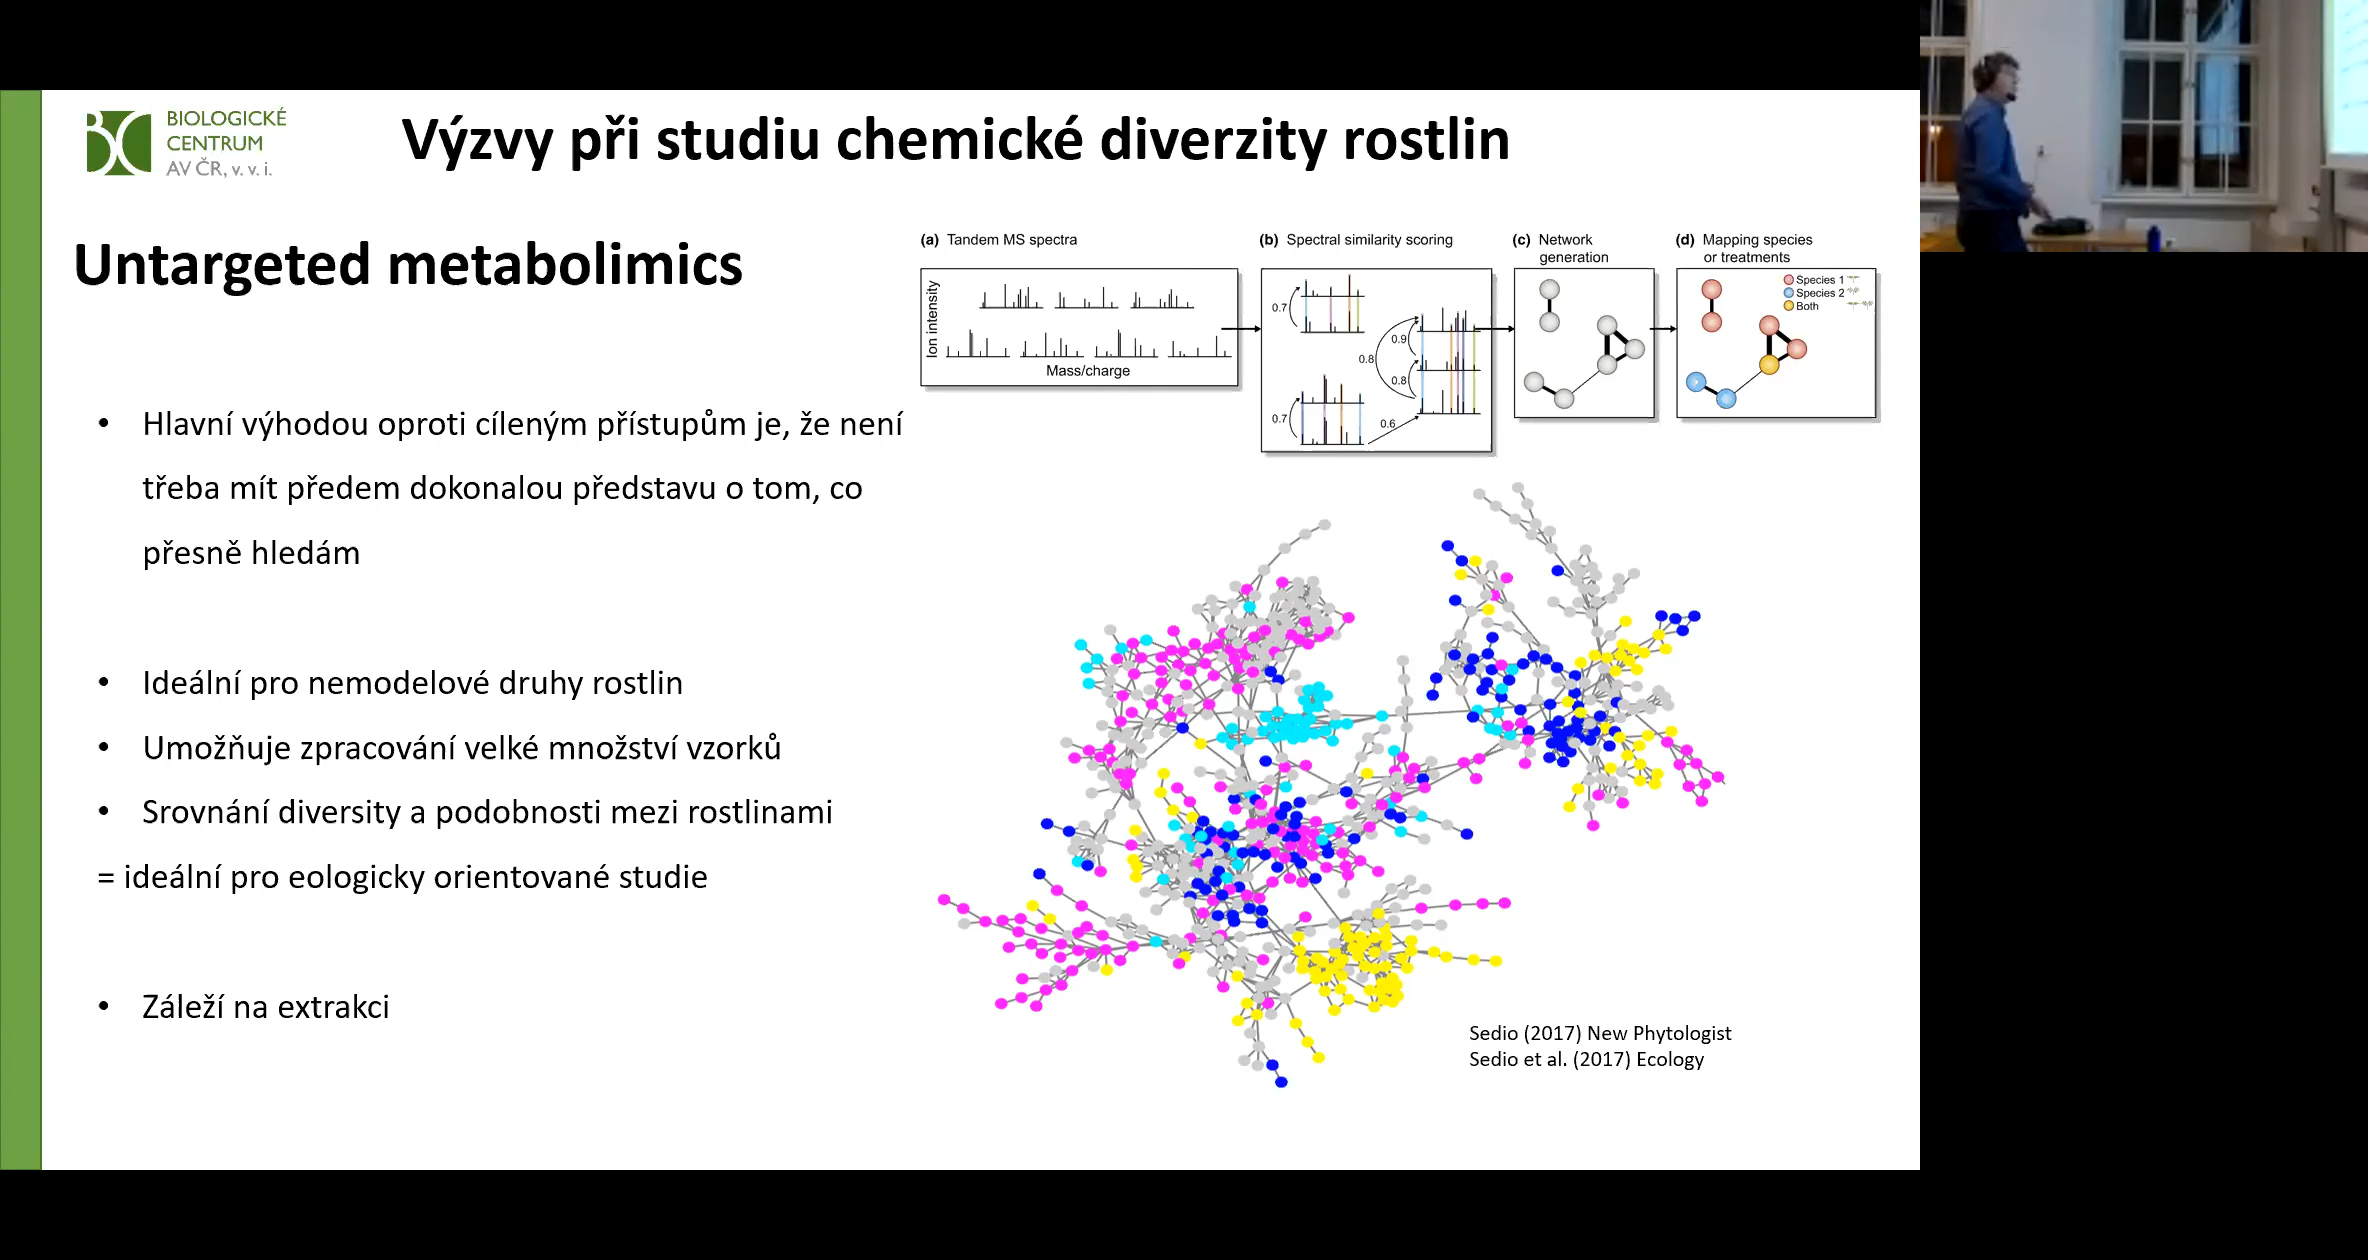 BIOLOGICKÉ
CENTRUM
AV ČR, v. v. i.
Výzvy při studiu chemické diverzity rostlin
Untargeted metabolimics
• Hlavní výhodou oproti cíleným přístupům je, že není
třeba mít předem dokonalou představu o tom, co
přesně hledám
• Ideální pro nemodelové druhy rostlin
• Umožňuje zpracování velké množství vzorků
• Srovnání diversity a podobnosti mezi rostlinami
= ideální pro eologicky orientované studie
• Záleží na extrakci
(a) Tandem MS spectra
Ion intensity
Mass/charge
(b) Spectral similarity scoring
0.7
0.9
0.8
0.8
0.7
0.6
(c) Network
generation
(d) Mapping species
or treatments
Species 1
Species 2
Both
Sedio (2017) New Phytologist
Sedio et al. (2017) Ecology